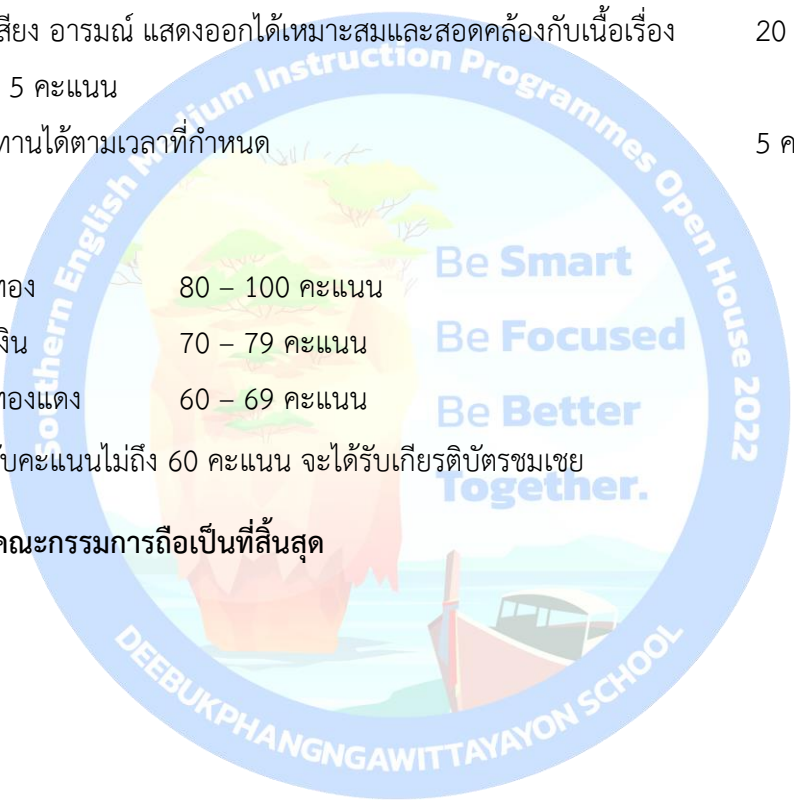 เสียง อารมณ์ แสดงออกได้เหมาะสมและสอดคล้องกับเนื้อเรื่อง 20
5 คะแนน
ทานได้ตามเวลาที่กำหนด 5 ค
ทอง 80 – 100 คะแนน
งิน 70 – 79 คะแนน
ทองแดง 60 – 69 คะแนน
ับคะแนนไม่ถึง 60 คะแนน จะได้รับเกียรติบัตรชมเชย
คณะกรรมการถือเป็นที่สิ้นสุด
Southern English Medium Instruction Programmes Open House 2022
Be Smart
Be Focused
Be Better
Together.
DEEBUKPHANGNGAWITTAYAYON SCHOOL